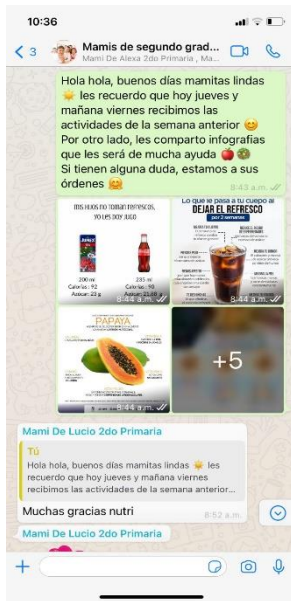 10:36
3
Mamis de segundo grad...
Mami De Alexa 2do Primaria , Ma...
Hola hola, buenos días mamitas lindas
☀️ les recuerdo que hoy jueves y
mañana viernes recibimos las
actividades de la semana anterior 😊
Por otro lado, les comparto infografias
que les será de mucha ayuda 🍎🥝
Si tienen alguna duda, estamos a sus
órdenes 🤗
8:43 a.m.
mis hijos no toman refrescos,
yo les doy jugo
200 ml
Calorías: 92
Azúcar: 23 g
235 ml
Calorías: 90
8:44 a.m.
Lo que le pasa a tu cuerpo al
DEJAR EL REFRESCO
por 2 semanas
8:44 a.m.
PAPAYA
8:44 a.m.
+5
Mami De Lucio 2do Primaria
Tú
Hola hola, buenos días mamitas lindas ☀️ les
recuerdo que hoy jueves y mañana viernes
recibimos las actividades de la semana anterior...
Muchas gracias nutri
8:52 a.m.
Mami De Lucio 2do Primaria